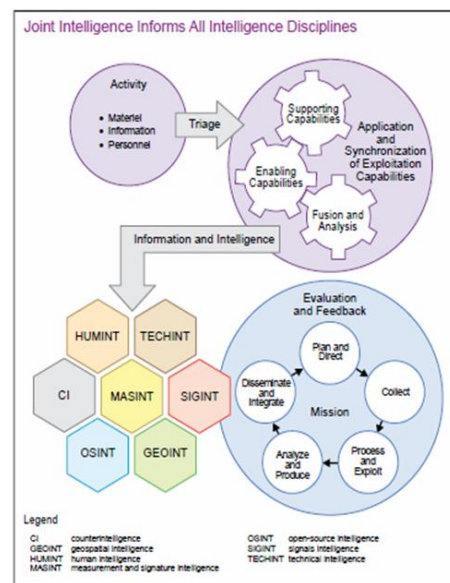 Joint Intelligence Informs All Intelligence Disciplines
Activity
• Materiel
• Information
• Personnel
Triage
Supporting
Capabilities
Enabling
Capabilities
Fusion and
Analysis
Application
and
Synchronization
of Exploitation
Capabilities
Information and Intelligence
HUMINT
TECHINT
CI
MASINT
SIGINT
OSINT
GEOINT
Evaluation
and Feedback
Plan and
Direct
Collect
Process and
Exploit
Analyze and
Produce
Disseminate and
Integrate
Mission
Legend
CI counterintelligence
GEOINT geospatial intelligence
HUMINT human intelligence
MASINT measurement and signature intelligence
OSINT open-source intelligence
SIGINT signals intelligence
TECHINT technical intelligence